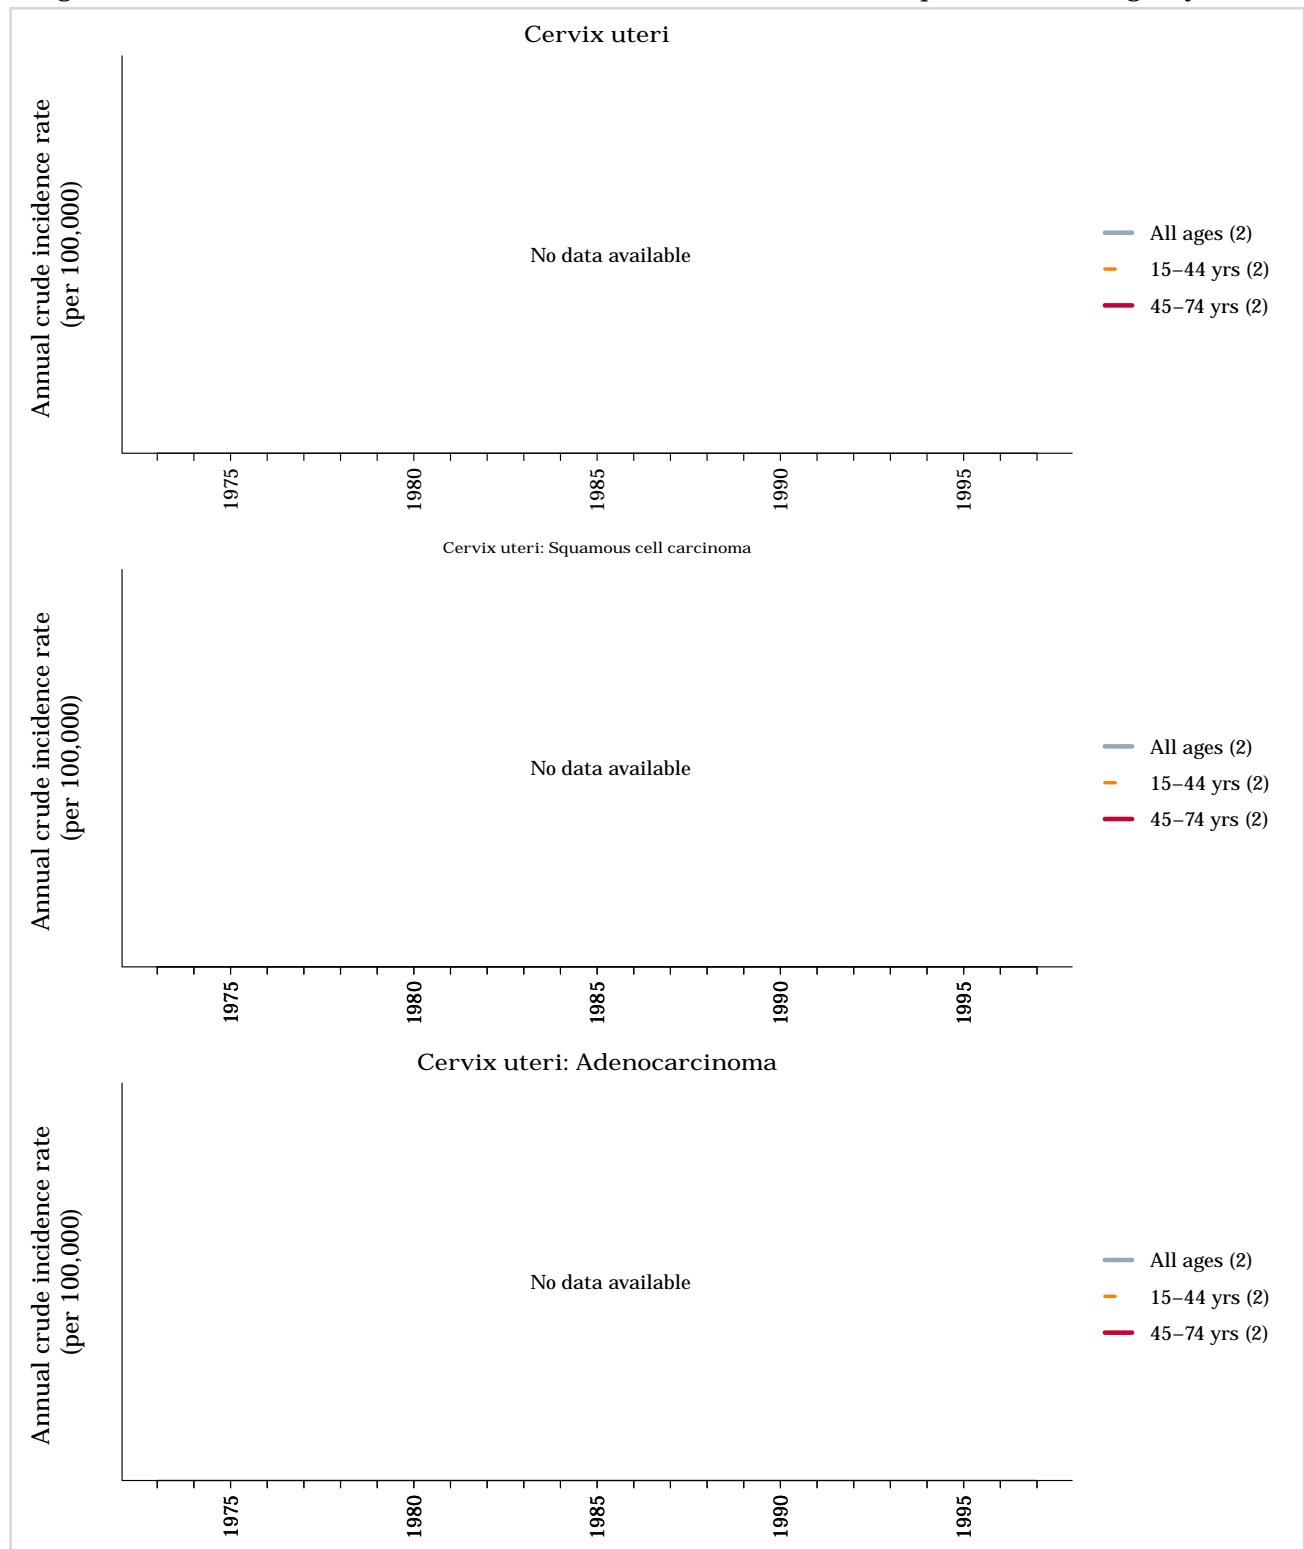 Cervix uteri
Annual crude incidence rate
(per 100,000)
No data available
All ages (2)
15–44 yrs (2)
45–74 yrs (2)
1975
1980
1985
1990
1995
Cervix uteri: Squamous cell carcinoma
Annual crude incidence rate
(per 100,000)
No data available
All ages (2)
15–44 yrs (2)
45–74 yrs (2)
1975
1980
1985
1990
1995
Cervix uteri: Adenocarcinoma
Annual crude incidence rate
(per 100,000)
No data available
All ages (2)
15–44 yrs (2)
45–74 yrs (2)
1975
1980
1985
1990
1995